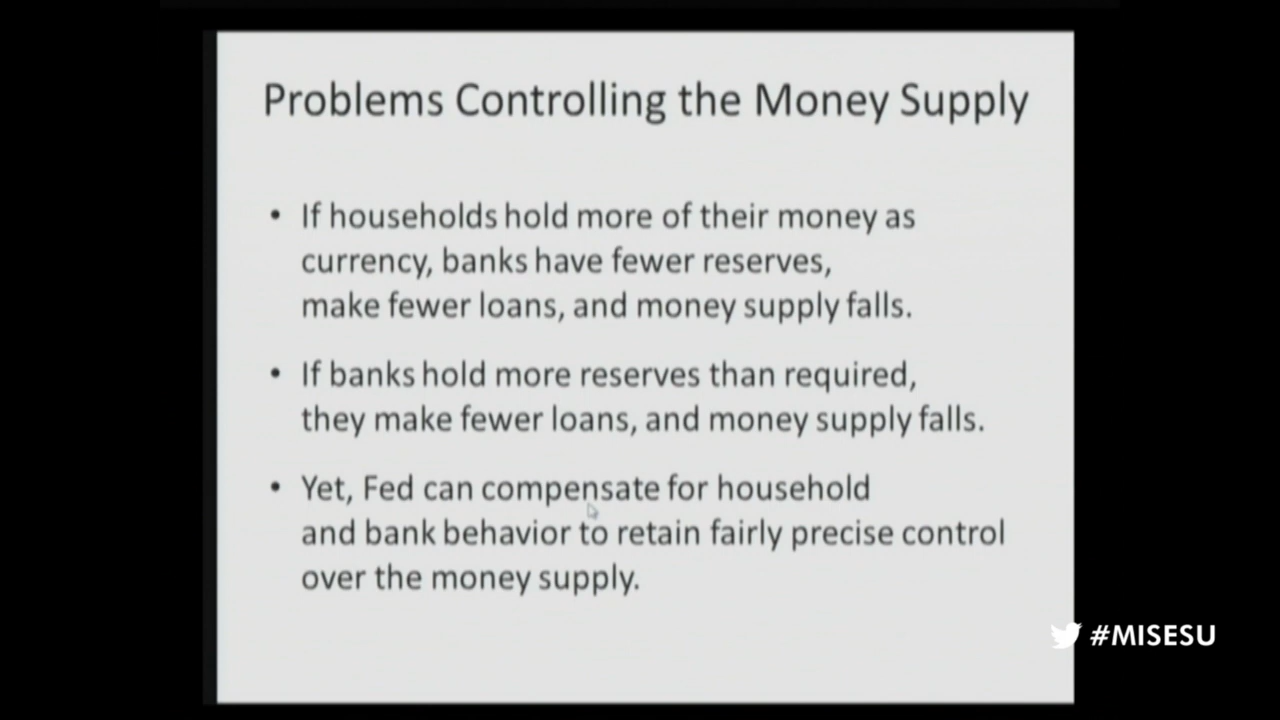 Problems Controlling the Money Supply
• If households hold more of their money as
currency, banks have fewer reserves,
make fewer loans, and money supply falls.
• If banks hold more reserves than required,
they make fewer loans, and money supply falls.
• Yet, Fed can compensate for household
and bank behavior to retain fairly precise control
over the money supply.
#MISESU